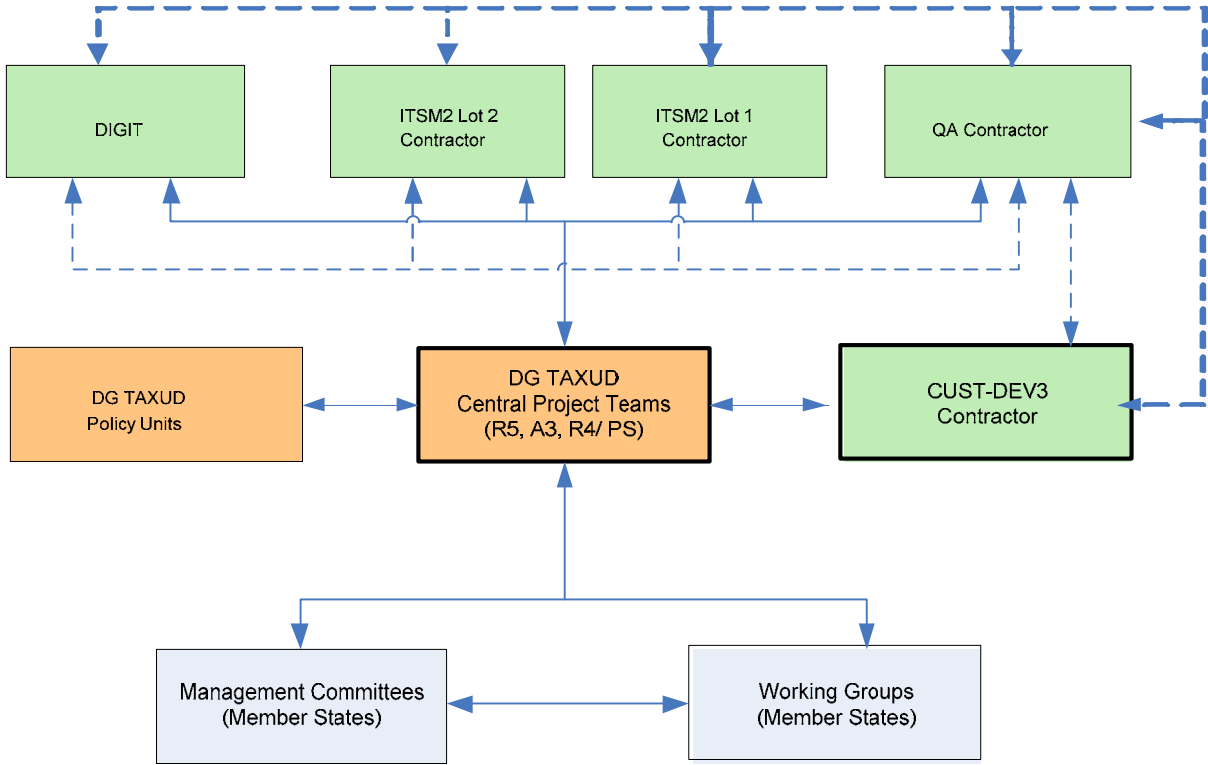 DIGIT
ITSM2 Lot 2
Contractor
ITSM2 Lot 1
Contractor
QA Contractor
DG TAXUD
Policy Units
DG TAXUD
Central Project Teams
(R5, A3, R4/ PS)
CUST-DEV3
Contractor
Management Committees
(Member States)
Working Groups
(Member States)